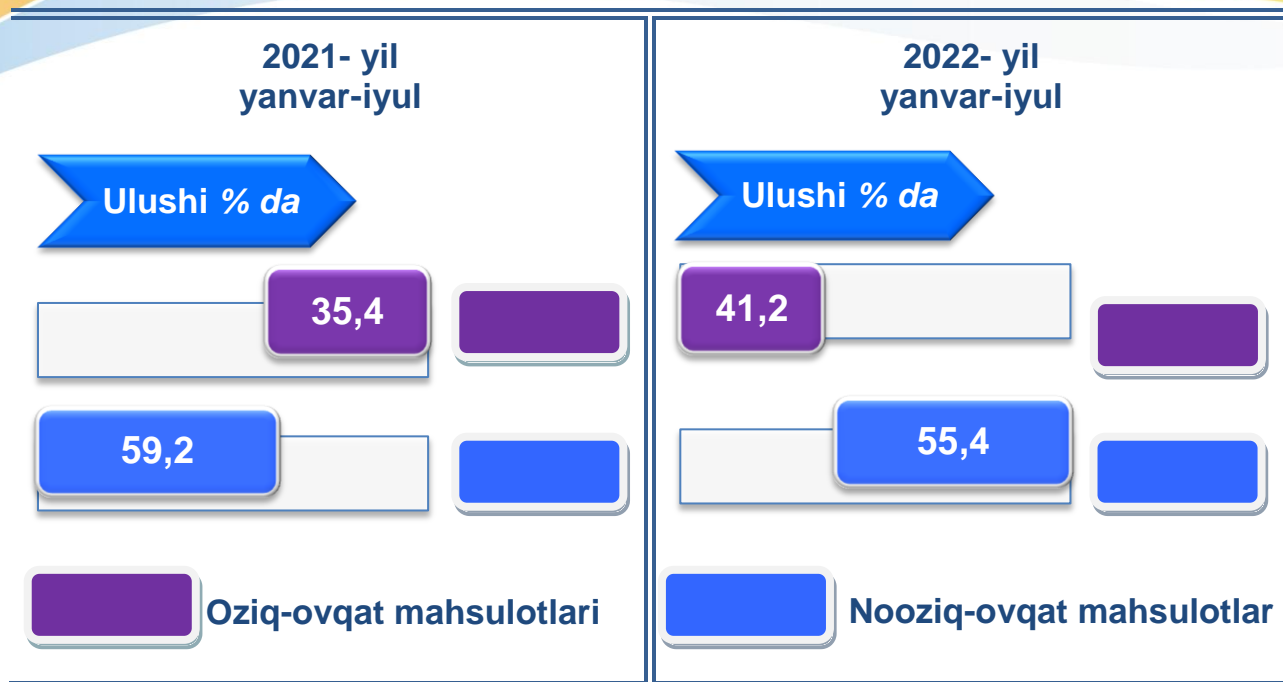 2021- yil
yanvar-iyul
Ulushi % da
35,4
59,2
Oziq-ovqat mahsulotlari
2022- yil
yanvar-iyul
Ulushi % da
41,2
55,4
Nooziq-ovqat mahsulotlar